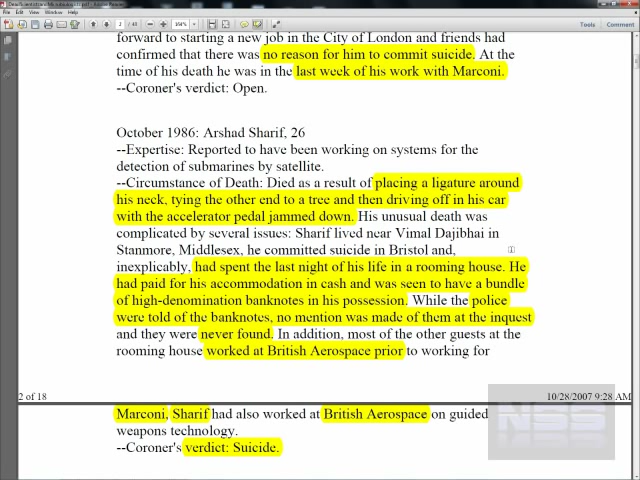 File Edit View Window Help
2 / 40
Tools
Comment
forward to starting a new job in the City of London and friends had
confirmed that there was no reason for him to commit suicide. At the
time of his death he was in the last week of his work with Marconi.
--Coroner's verdict: Open.
October 1986: Arshad Sharif, 26
--Expertise: Reported to have been working on systems for the
detection of submarines by satellite.
--Circumstance of Death: Died as a result of placing a ligature around
his neck, tying the other end to a tree and then driving off in his car
with the accelerator pedal jammed down. His unusual death was
complicated by several issues: Sharif lived near Vimal Dajibhai in
Stanmore, Middlesex, he committed suicide in Bristol and,
inexplicably, had spent the last night of his life in a rooming house. He
had paid for his accommodation in cash and was seen to have a bundle
of high-denomination banknotes in his possession. While the police
were told of the banknotes, no mention was made of them at the inquest
and they were never found. In addition, most of the other guests at the
rooming house worked at British Aerospace prior to working for
2 of 18
10/28/2007 9:28 AM
Marconi, Sharif had also worked at British Aerospace on guided
weapons technology.
--Coroner's verdict: Suicide.
NSS